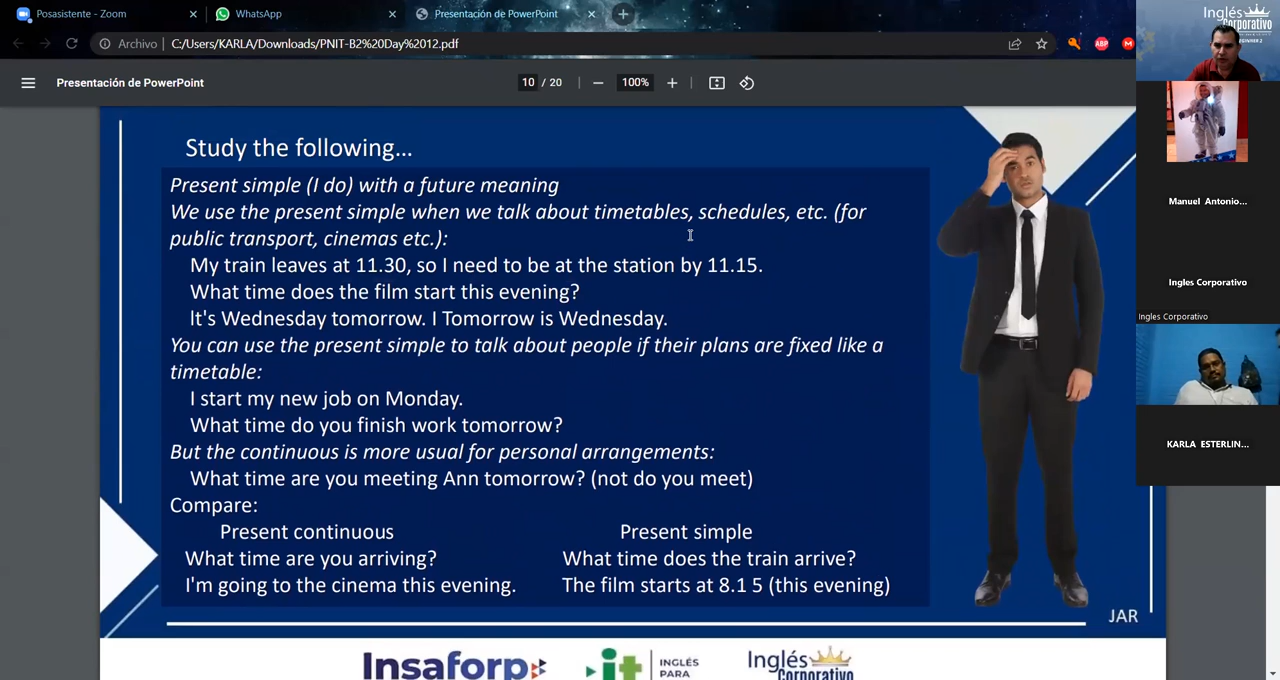 Posasistente - Zoom
WhatsApp
Presentación de PowerPoint
Archivo
C:/Users/KARLA/Downloads/PNIT-B2%20Day%2012.pdf
ABP
M
Presentación de PowerPoint
10 / 20
100%
Study the following...
Present simple (I do) with a future meaning
We use the present simple when we talk about timetables, schedules, etc. (for
public transport, cinemas etc.):
My train leaves at 11.30, so I need to be at the station by 11.15.
What time does the film start this evening?
It's Wednesday tomorrow. I Tomorrow is Wednesday.
You can use the present simple to talk about people if their plans are fixed like a
timetable:
I start my new job on Monday.
What time do you finish work tomorrow?
But the continuous is more usual for personal arrangements:
What time are you meeting Ann tomorrow? (not do you meet)
Compare:
Present continuous
Present simple
What time are you arriving?
What time does the train arrive?
I'm going to the cinema this evening.
The film starts at 8.1 5 (this evening)
JAR
Insaforp
it
INGLÉS
PARA
Inglés
Corporativo
Inglés
Corporativo
Manuel Antonio...
Ingles Corporativo
Ingles Corporativo
KARLA ESTERLIN...